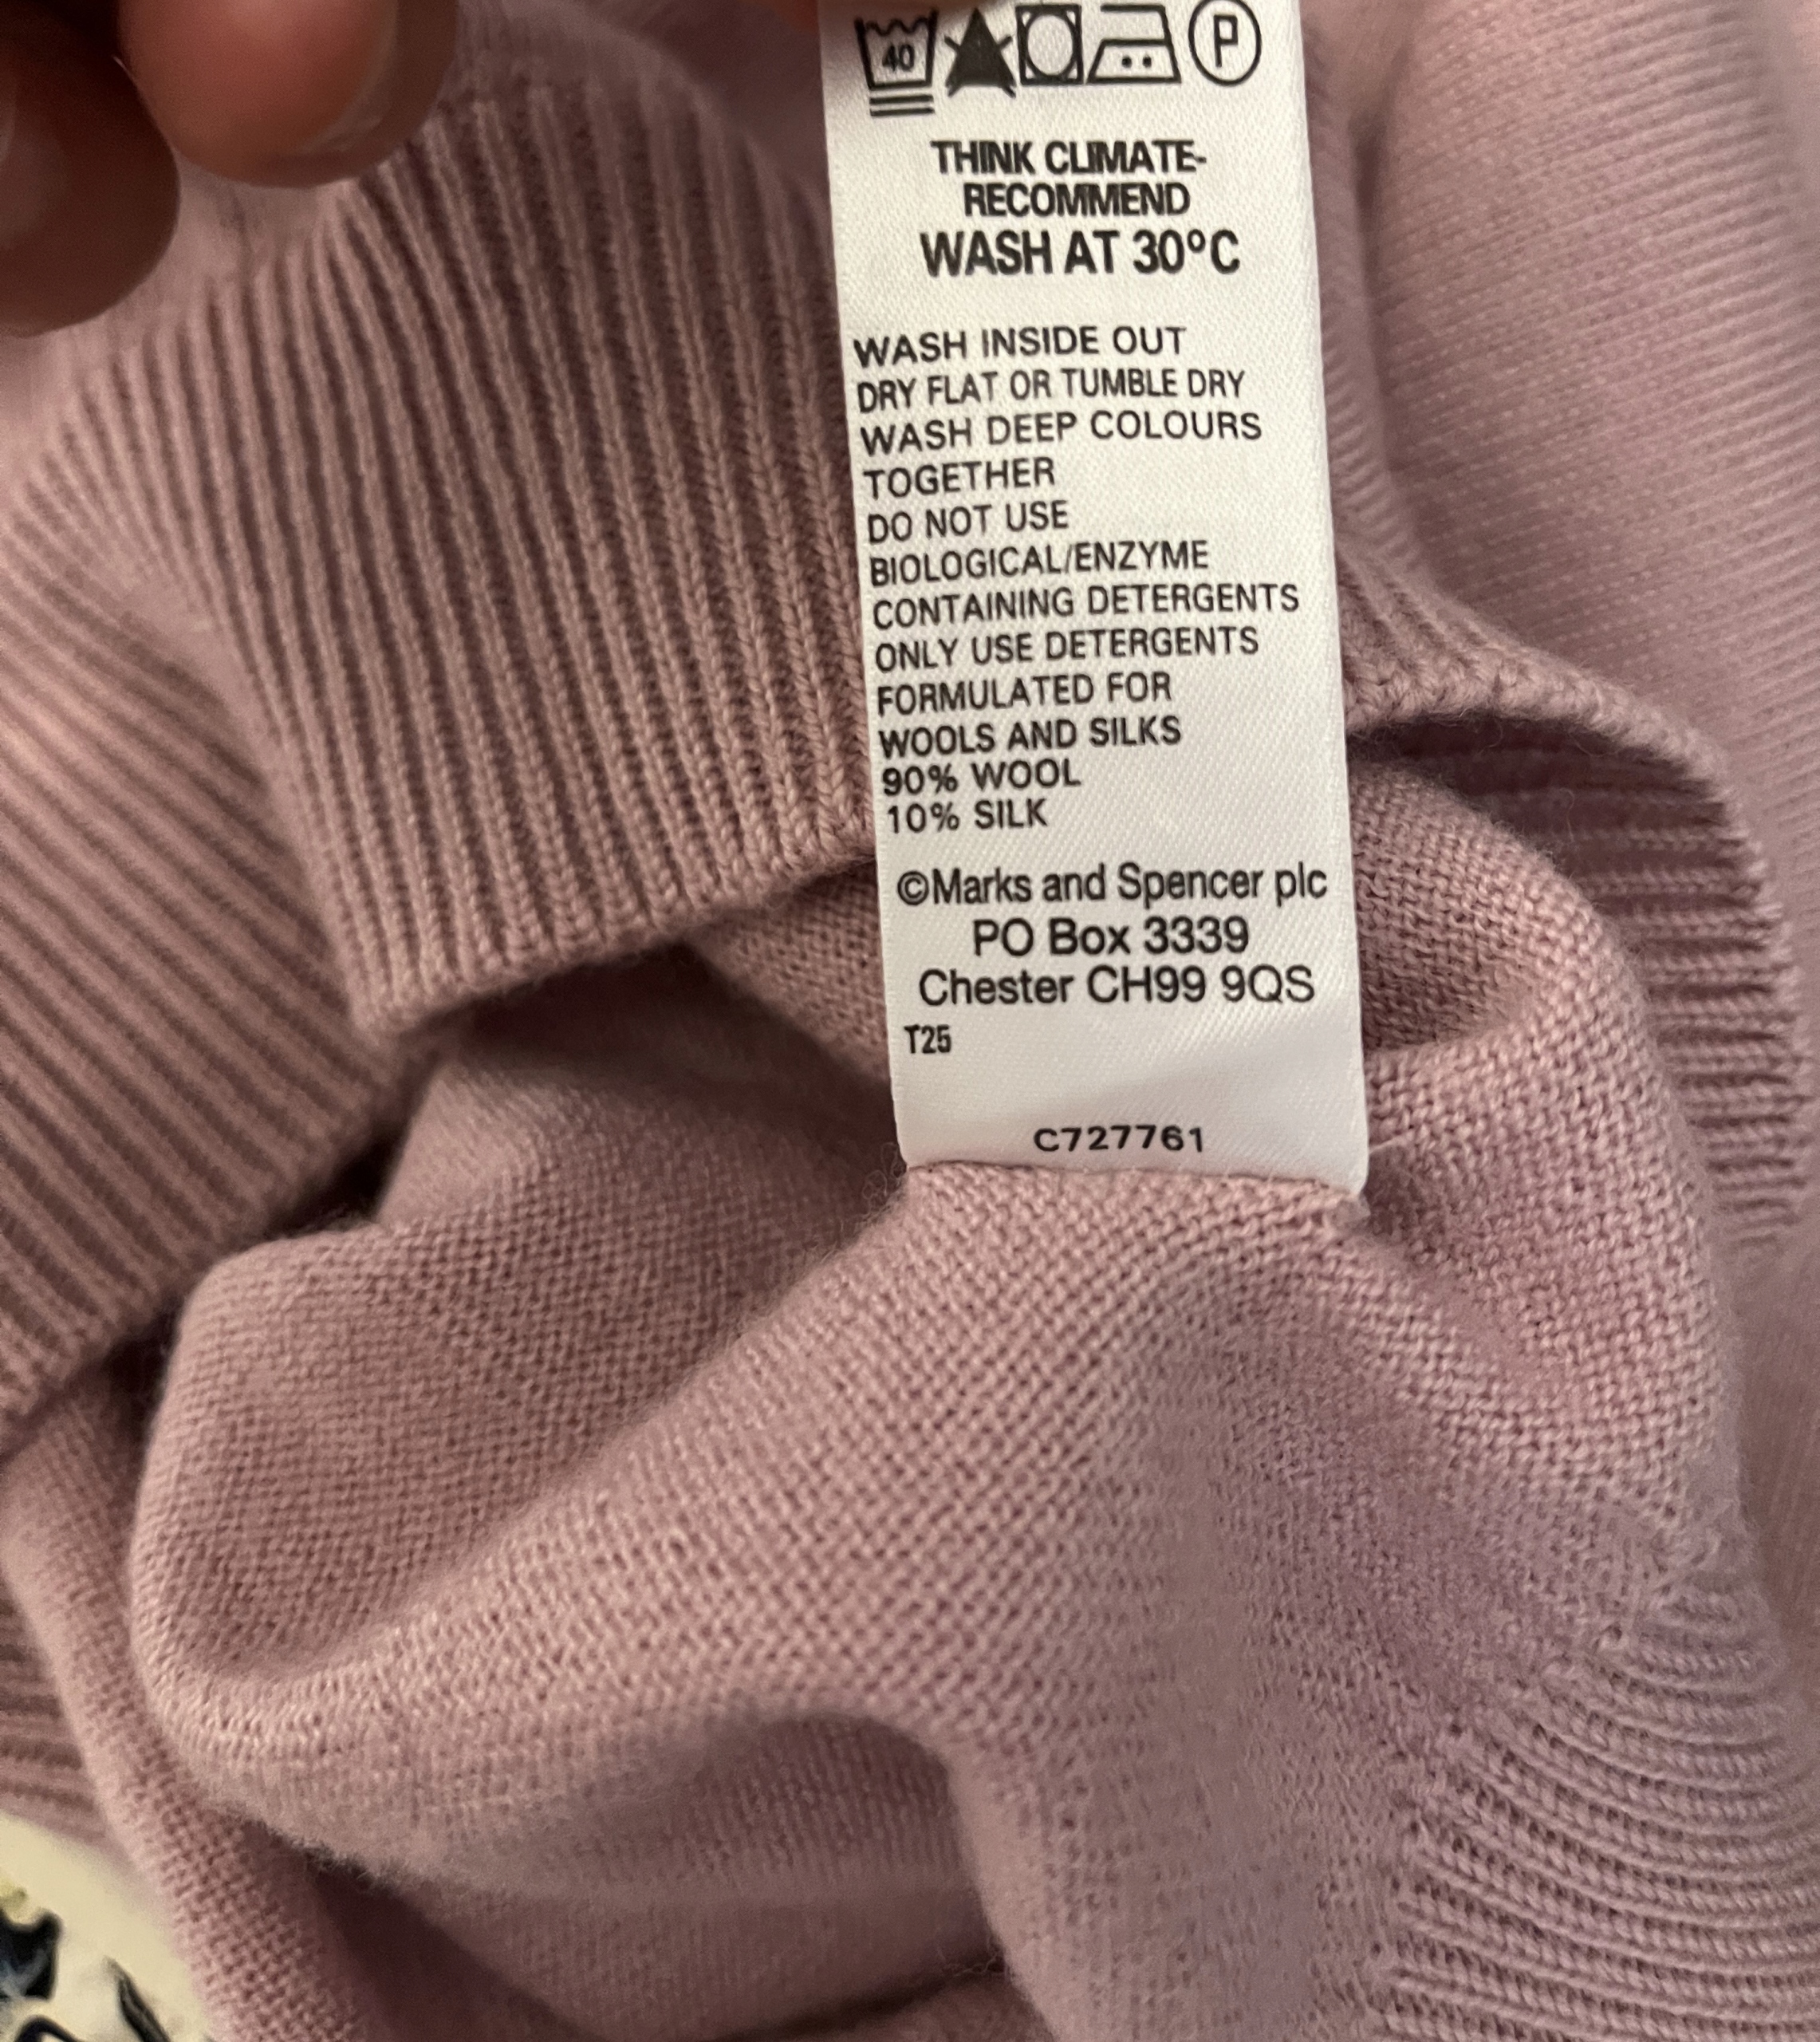 40 P
THINK CLIMATE-
RECOMMEND
WASH AT 30°C
WASH INSIDE OUT
DRY FLAT OR TUMBLE DRY
WASH DEEP COLOURS
TOGETHER
DO NOT USE
BIOLOGICAL/ENZYME
CONTAINING DETERGENTS
ONLY USE DETERGENTS
FORMULATED FOR
WOOLS AND SILKS
90% WOOL
10% SILK
©Marks and Spencer plc
PO Box 3339
Chester CH99 9QS
T25
C727761